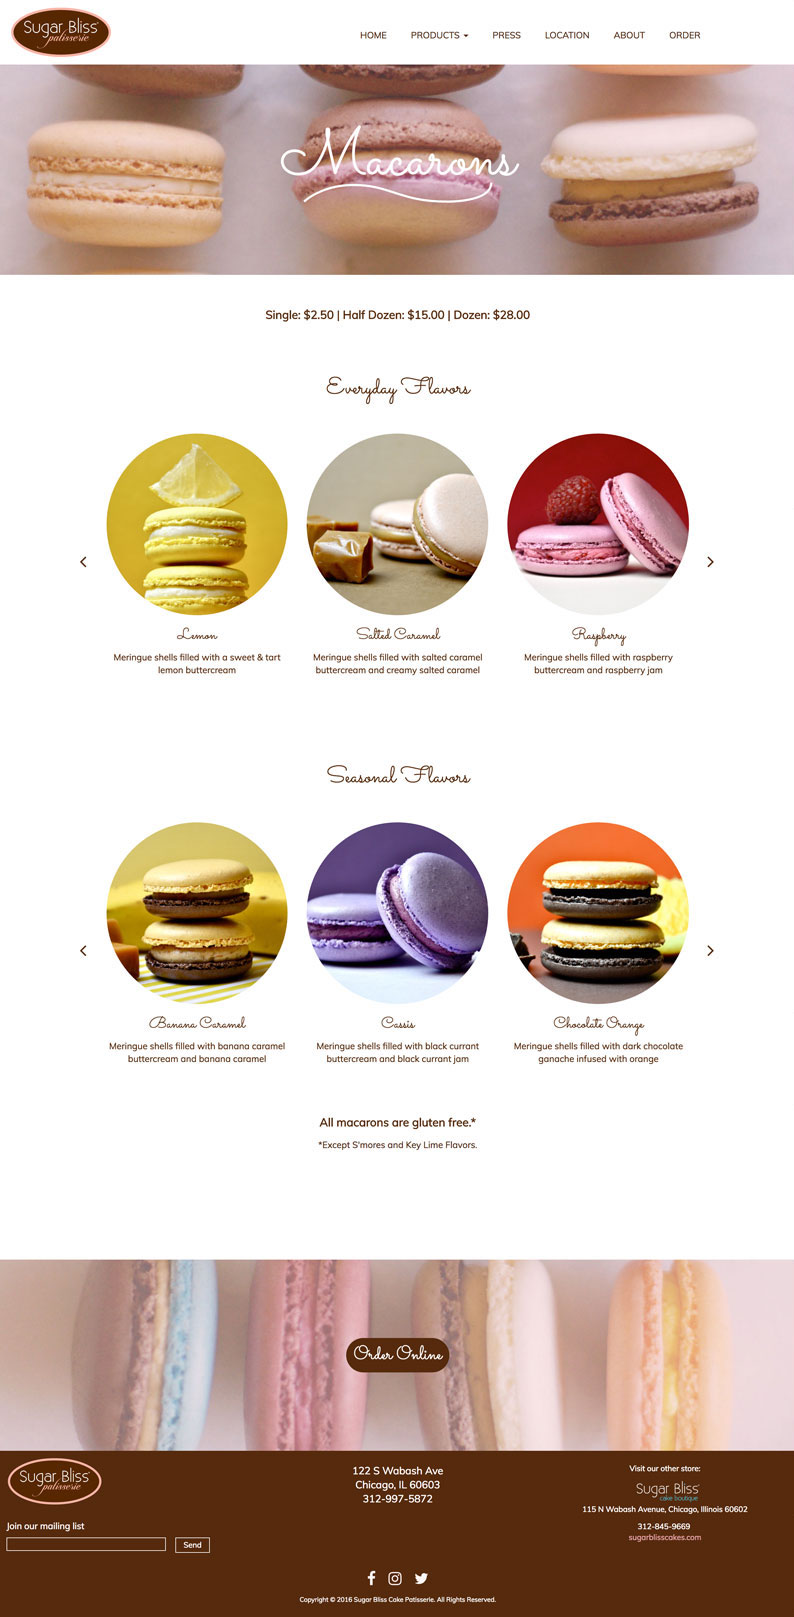 Sugar Bliss®
patisserie
HOME PRODUCTS PRESS LOCATION ABOUT ORDER
Macarons
Single: $2.50 | Half Dozen: $15.00 | Dozen: $28.00
Everyday Flavors
Lemon
Meringue shells filled with a sweet & tart
lemon buttercream
Salted Caramel
Meringue shells filled with salted caramel
buttercream and creamy salted caramel
Raspberry
Meringue shells filled with raspberry
buttercream and raspberry jam
Seasonal Flavors
Banana Caramel
Meringue shells filled with banana caramel
buttercream and banana caramel
Cassis
Meringue shells filled with black currant
buttercream and black currant jam
Chocolate Orange
Meringue shells filled with dark chocolate
ganache infused with orange
All macarons are gluten free.*
*Except S'mores and Key Lime Flavors.
Order Online
Sugar Bliss®
patisserie
Join our mailing list
Send
122 S Wabash Ave
Chicago, IL 60603
312-997-5872
Visit our other store:
Sugar Bliss®
cake boutique
115 N Wabash Avenue, Chicago, Illinois 60602
312-845-9669
sugarblisscakes.com
Copyright © 2016 Sugar Bliss Cake Patisserie. All Rights Reserved.